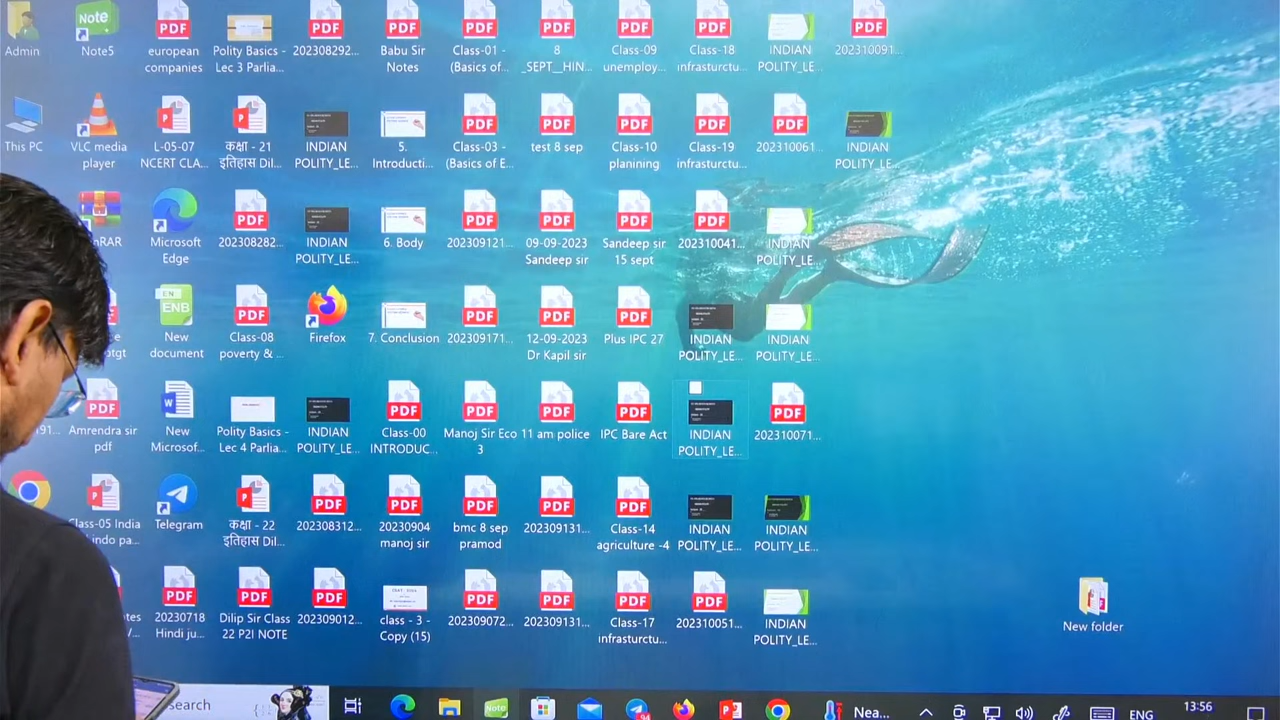 Admin
Note5
european
companies
Polity Basics -
Lec 3 Parlia...
202308292...
Babu Sir
Notes
Class-01 -
(Basics of...
8
_SEPT__HIN...
Class-09
unemploy...
Class-18
infrasturctu...
INDIAN
POLITY_LE...
202310091...
This PC
VLC media
player
L-05-07
NCERT CLA...
कक्षा - 21
इतिहास Dil...
INDIAN
POLITY_LE...
5.
Introducti...
Class-03 -
(Basics of E...
test 8 sep
Class-10
planining
Class-19
infrasturctu...
202310061...
INDIAN
POLITY_LE...
Microsoft
Edge
202308282...
INDIAN
POLITY_LE...
6. Body
202309121...
09-09-2023
Sandeep sir
Sandeep sir
15 sept
202310041...
INDIAN
POLITY_LE...
New
document
Class-08
poverty & ...
Firefox
7. Conclusion
202309171...
12-09-2023
Dr Kapil sir
Plus IPC 27
INDIAN
POLITY_LE...
INDIAN
POLITY_LE...
Amrendra sir
pdf
New
Microsof...
Polity Basics -
Lec 4 Parlia...
INDIAN
POLITY_LE...
Class-00
INTRODUC...
Manoj Sir Eco
3
11 am police
IPC Bare Act
INDIAN
POLITY_LE...
202310071...
Class-05 India
indo pa...
Telegram
कक्षा - 22
इतिहास Dil...
202308312...
20230904
manoj sir
bmc 8 sep
pramod
202309131...
Class-14
agriculture -4
INDIAN
POLITY_LE...
INDIAN
POLITY_LE...
20230718
Hindi ju...
Dilip Sir Class
22 P2I NOTE
202309012...
class - 3 -
Copy (15)
202309072...
202309131...
Class-17
infrasturctu...
202310051...
INDIAN
POLITY_LE...
New folder
Nea...
ENG
13:56